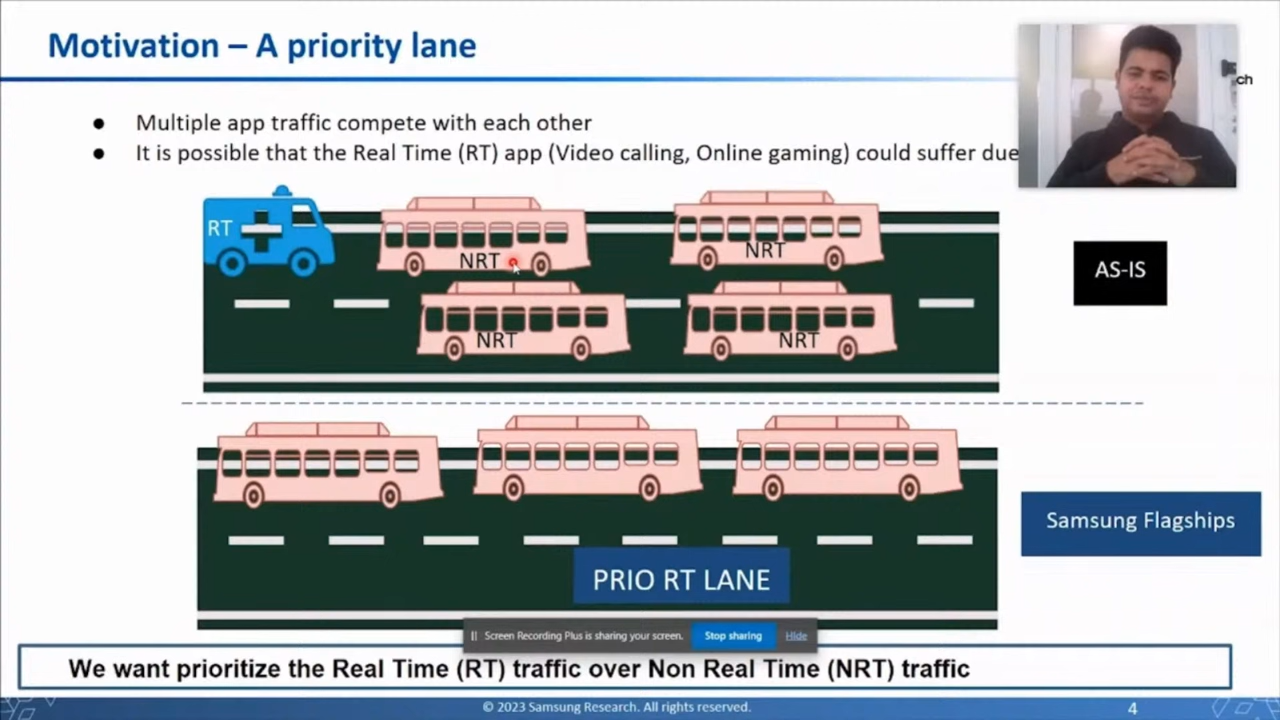 Motivation – A priority lane
ch
● Multiple app traffic compete with each other
● It is possible that the Real Time (RT) app (Video calling, Online gaming) could suffer due
RT
NRT
NRT
NRT
NRT
AS-IS
Samsung Flagships
PRIO RT LANE
Screen Recording Plus is sharing your screen. Stop sharing Hide
We want prioritize the Real Time (RT) traffic over Non Real Time (NRT) traffic
© 2023 Samsung Research. All rights reserved. 4